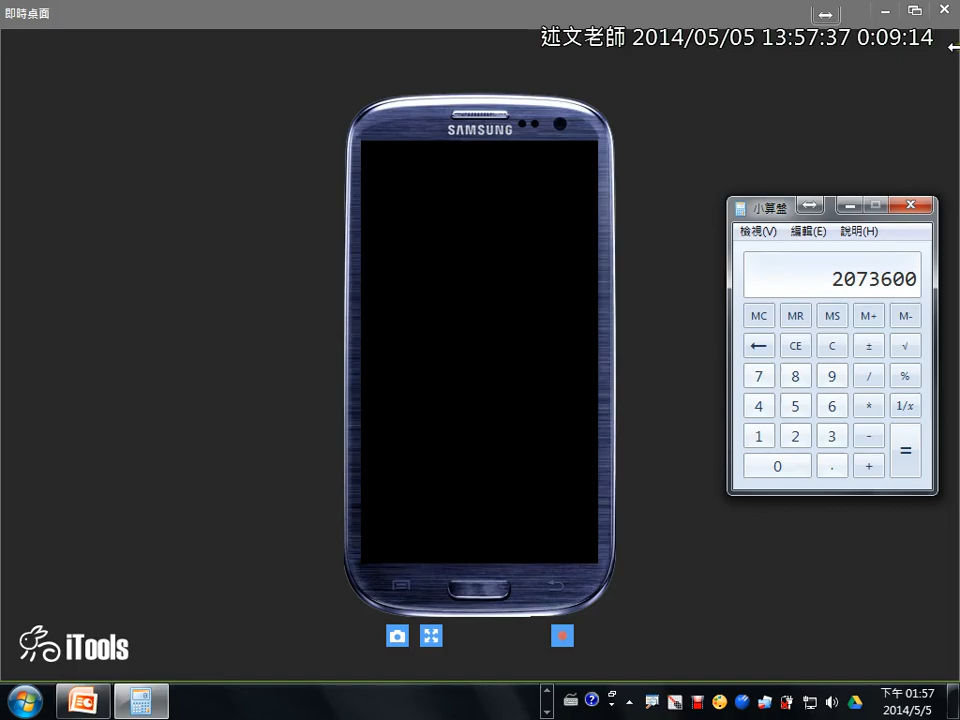 即時桌面
述文老師 2014/05/05 13:57:37 0:09:14
SAMSUNG
小算盤
檢視(V) 編輯(E) 說明(H)
2073600
MC MR MS M+ M-
← CE C ± √
7 8 9 / %
4 5 6 * 1/x
1 2 3 - =
0 . +
iTools
下午 01:57
2014/5/5